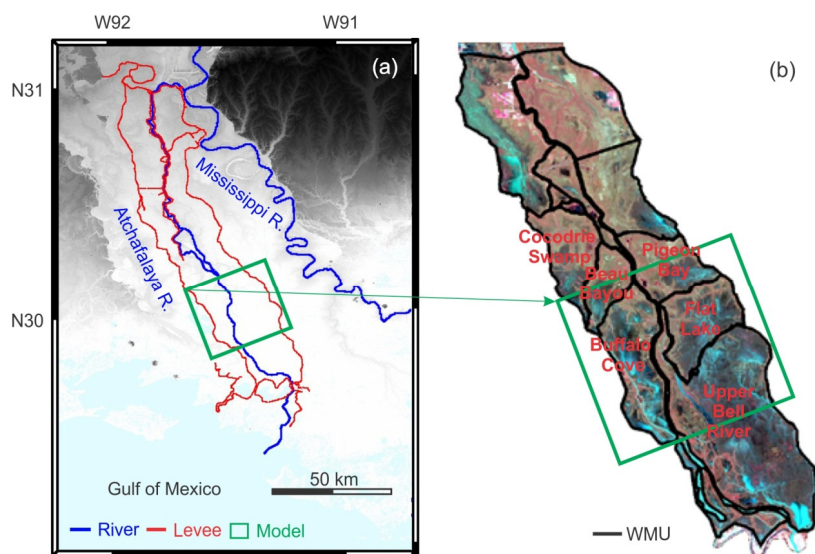 W92
W91
(a)
N31
Mississippi R.
Atchafalaya R.
N30
Gulf of Mexico
50 km
River
Levee
Model
(b)
Cocodrie
Swamp
Pigeon
Bay
Beau
Bayou
Flat
Lake
Buffalo
Cove
Upper
Bell
River
WMU